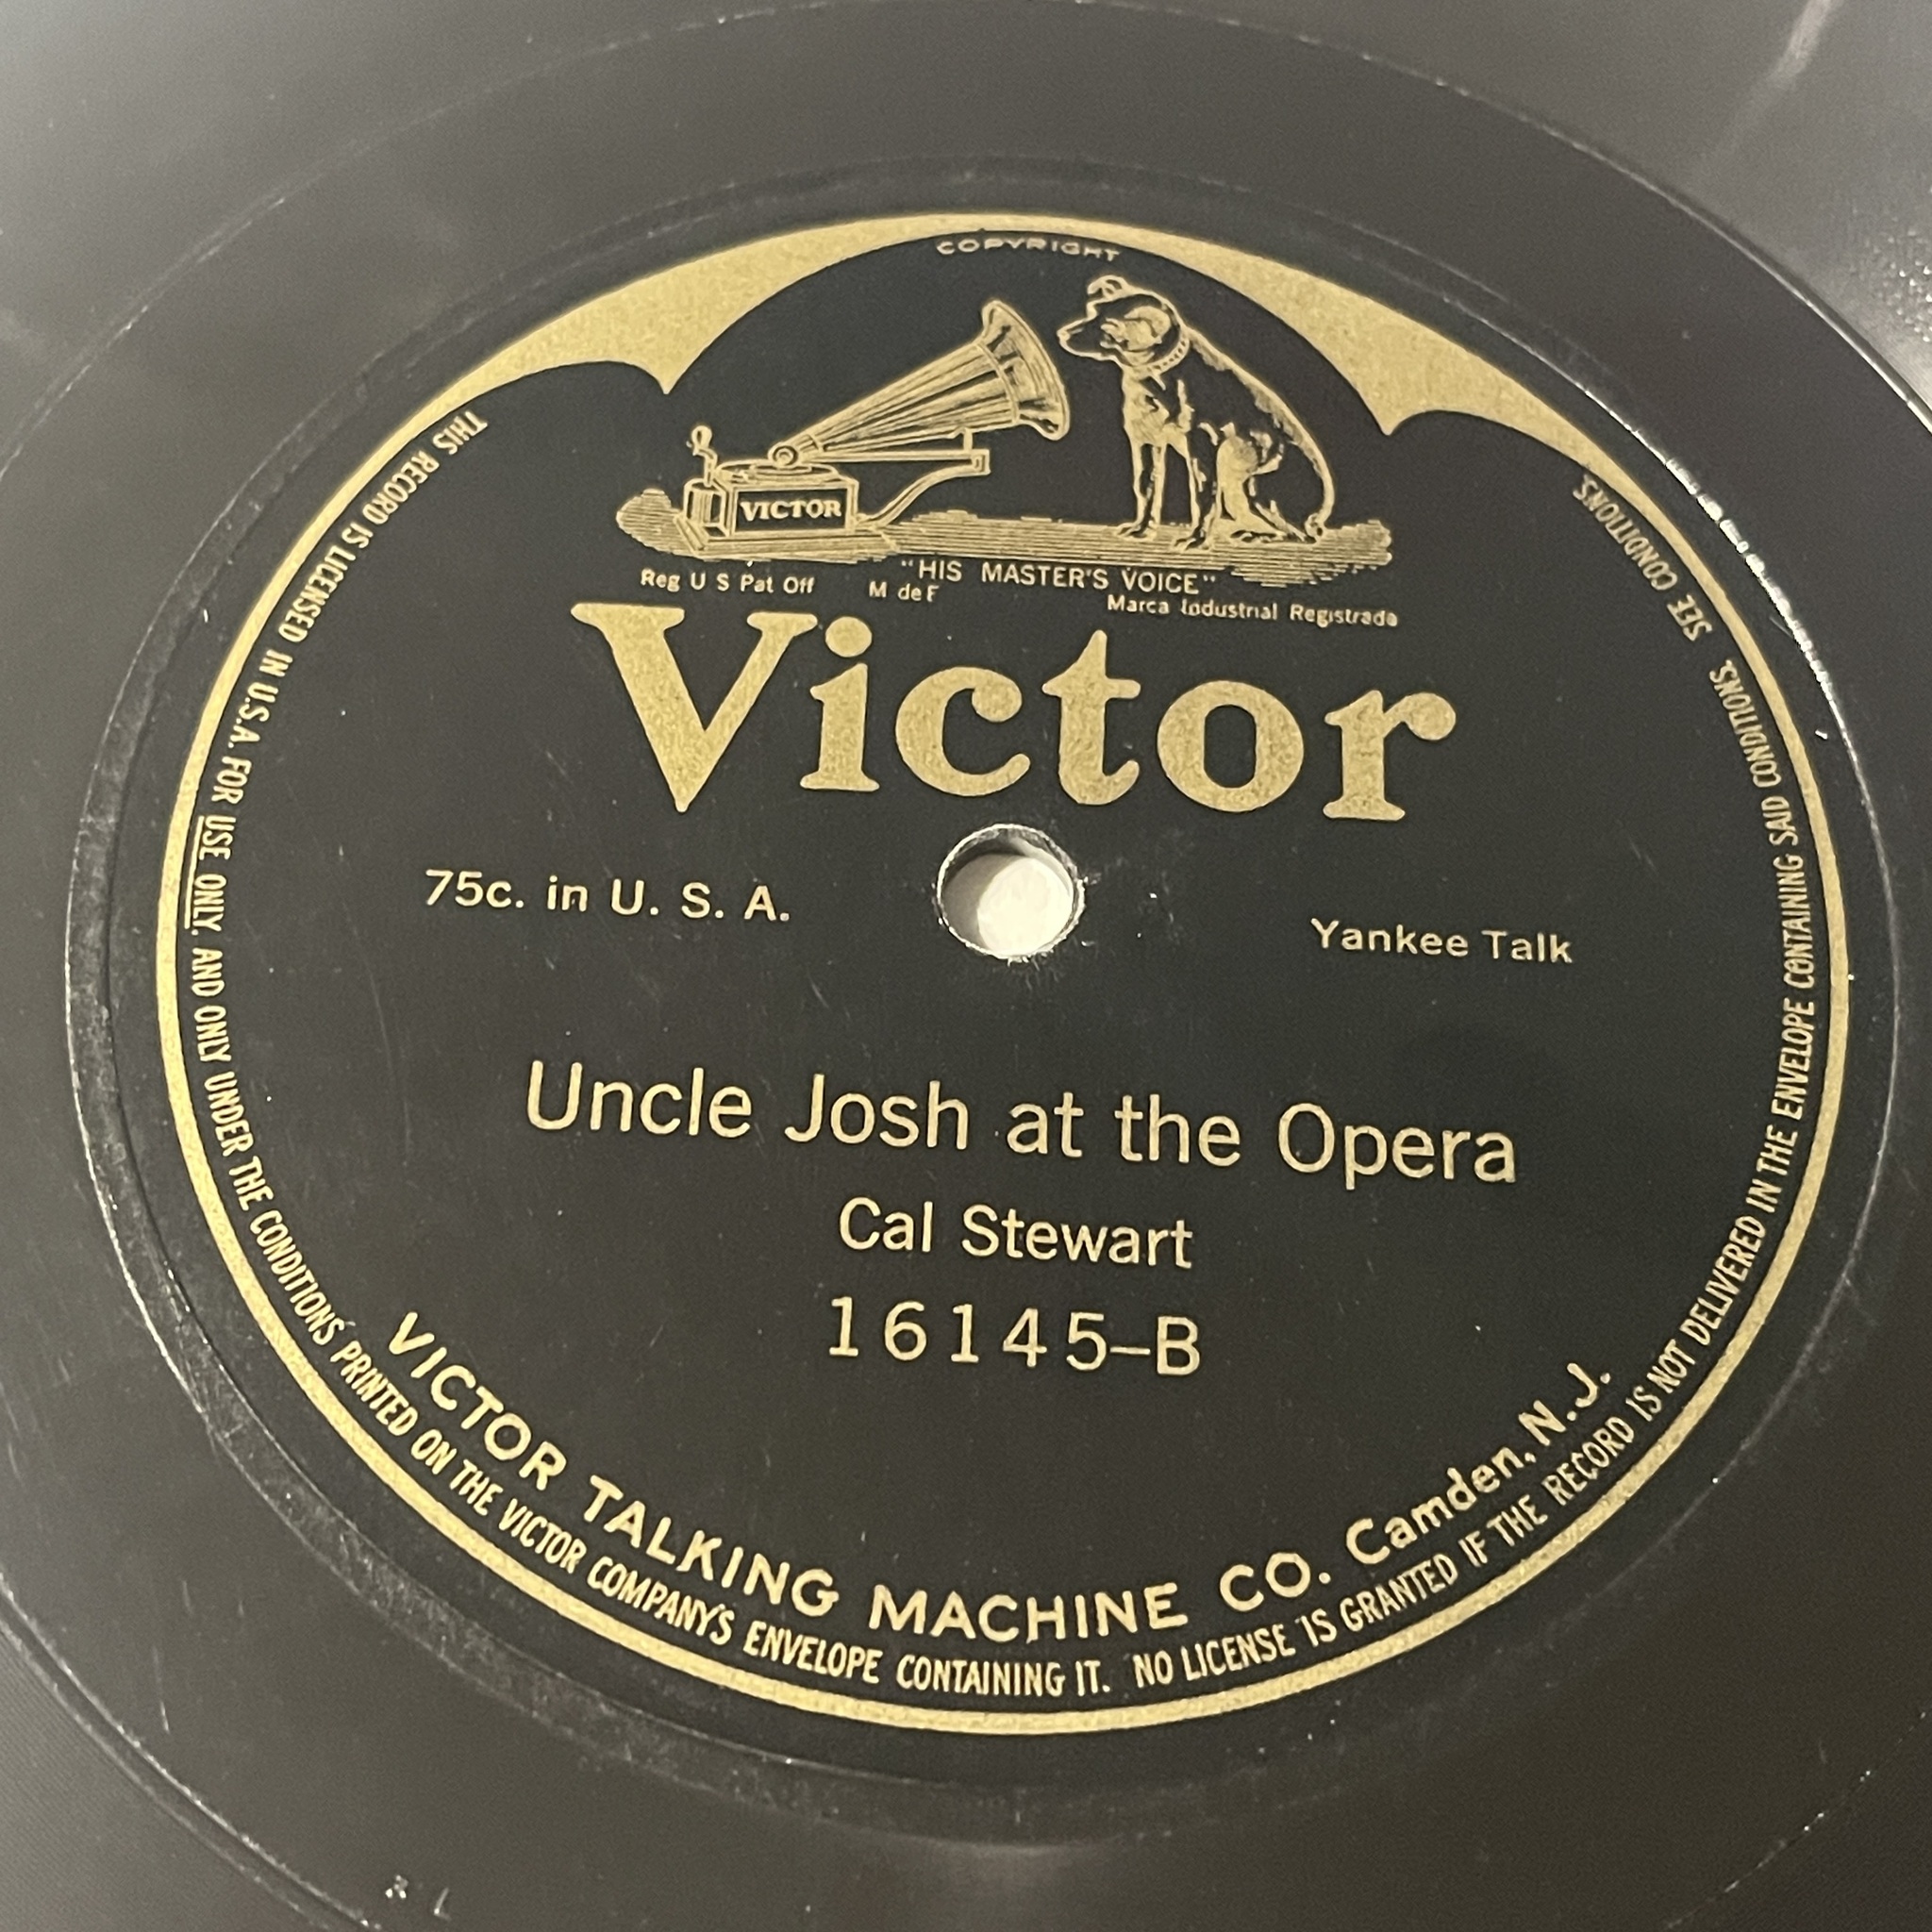 COPYRIGHT
VICTOR
"HIS MASTER'S VOICE"
Reg U S Pat Off M de F Marca Industrial Registrada
Victor
75c. in U. S. A.
Yankee Talk
Uncle Josh at the Opera
Cal Stewart
16145–B
VICTOR TALKING MACHINE CO. Camden, N.J.
THIS RECORD IS LICENSED IN U.S.A. FOR USE ONLY, AND ONLY UNDER THE CONDITIONS PRINTED ON THE VICTOR COMPANY'S ENVELOPE CONTAINING IT. NO LICENSE IS GRANTED IF THE RECORD IS NOT DELIVERED IN THE ENVELOPE CONTAINING SAID CONDITIONS. SEE CONDITIONS.